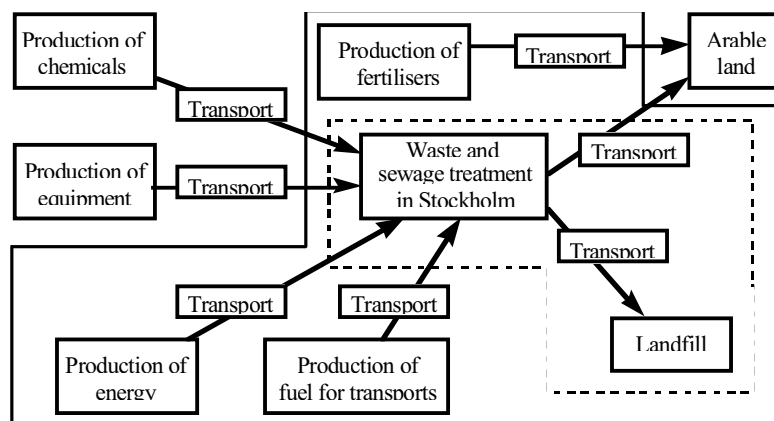 Production of
chemicals
Production of
fertilisers
Transport
Arable
land
Transport
Waste and
sewage treatment
in Stockholm
Transport
Production of
equipment
Transport
Transport
Transport
Transport
Landfill
Production of
energy
Production of
fuel for transports